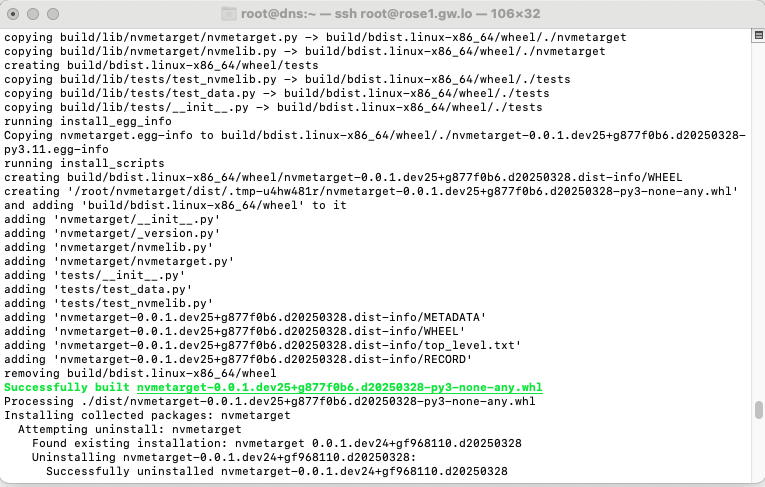 root@dns:~ — ssh root@rose1.gw.lo — 106×32
copying build/lib/nvmetarget/nvmetarget.py -> build/bdist.linux-x86_64/wheel/./nvmetarget
copying build/lib/nvmetarget/nvmelib.py -> build/bdist.linux-x86_64/wheel/./nvmetarget
creating build/bdist.linux-x86_64/wheel/tests
copying build/lib/tests/test_nvmelib.py -> build/bdist.linux-x86_64/wheel/./tests
copying build/lib/tests/test_data.py -> build/bdist.linux-x86_64/wheel/./tests
copying build/lib/tests/__init__.py -> build/bdist.linux-x86_64/wheel/./tests
running install_egg_info
Copying nvmetarget.egg-info to build/bdist.linux-x86_64/wheel/./nvmetarget-0.0.1.dev25+g877f0b6.d20250328-
py3.11.egg-info
running install_scripts
creating build/bdist.linux-x86_64/wheel/nvmetarget-0.0.1.dev25+g877f0b6.d20250328.dist-info/WHEEL
creating '/root/nvmetarget/dist/.tmp-u4hw481r/nvmetarget-0.0.1.dev25+g877f0b6.d20250328-py3-none-any.whl'
and adding 'build/bdist.linux-x86_64/wheel' to it
adding 'nvmetarget/__init__.py'
adding 'nvmetarget/_version.py'
adding 'nvmetarget/nvmelib.py'
adding 'nvmetarget/nvmetarget.py'
adding 'tests/__init__.py'
adding 'tests/test_data.py'
adding 'tests/test_nvmelib.py'
adding 'nvmetarget-0.0.1.dev25+g877f0b6.d20250328.dist-info/METADATA'
adding 'nvmetarget-0.0.1.dev25+g877f0b6.d20250328.dist-info/WHEEL'
adding 'nvmetarget-0.0.1.dev25+g877f0b6.d20250328.dist-info/top_level.txt'
adding 'nvmetarget-0.0.1.dev25+g877f0b6.d20250328.dist-info/RECORD'
removing build/bdist.linux-x86_64/wheel
Successfully built nvmetarget-0.0.1.dev25+g877f0b6.d20250328-py3-none-any.whl
Processing ./dist/nvmetarget-0.0.1.dev25+g877f0b6.d20250328-py3-none-any.whl
Installing collected packages: nvmetarget
  Attempting uninstall: nvmetarget
    Found existing installation: nvmetarget 0.0.1.dev24+gf968110.d20250328
    Uninstalling nvmetarget-0.0.1.dev24+gf968110.d20250328:
      Successfully uninstalled nvmetarget-0.0.1.dev24+gf968110.d20250328